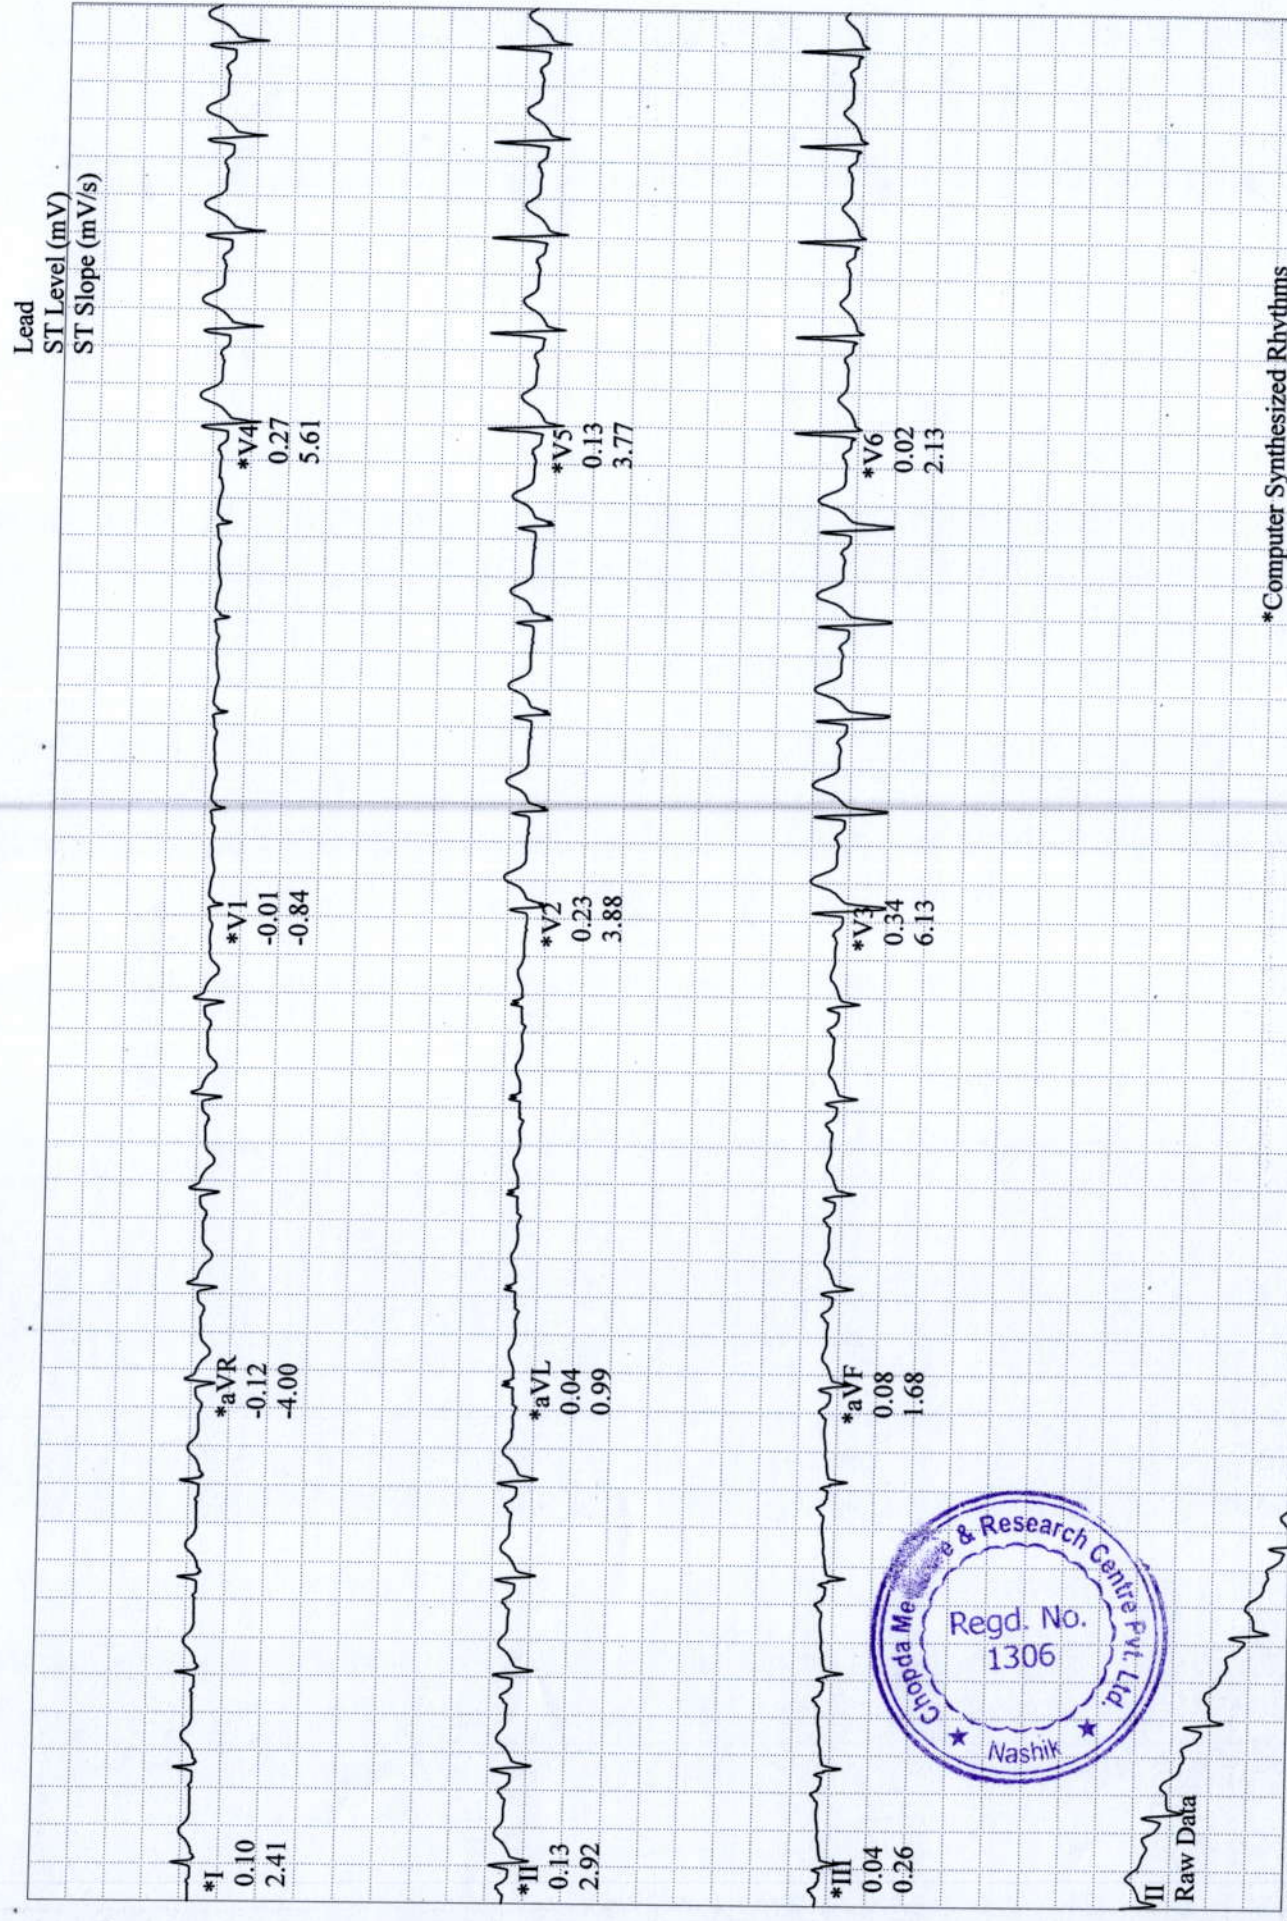 Lead
ST Level (mV)
ST Slope (mV/s)
*I
0.10
2.41
*aVR
-0.12
-4.00
*V1
-0.01
-0.84
*V4
0.27
5.61
*II
0.13
2.92
*aVL
0.04
0.99
*V2
0.23
3.88
*V5
0.13
3.77
*III
0.04
0.26
*aVF
0.08
1.68
*V3
0.34
6.13
*V6
0.02
2.13
II
Raw Data
*Computer Synthesized Rhythms
Chopda & Research Centre Pvt. Ltd.
Regd. No.
1306
Nashik